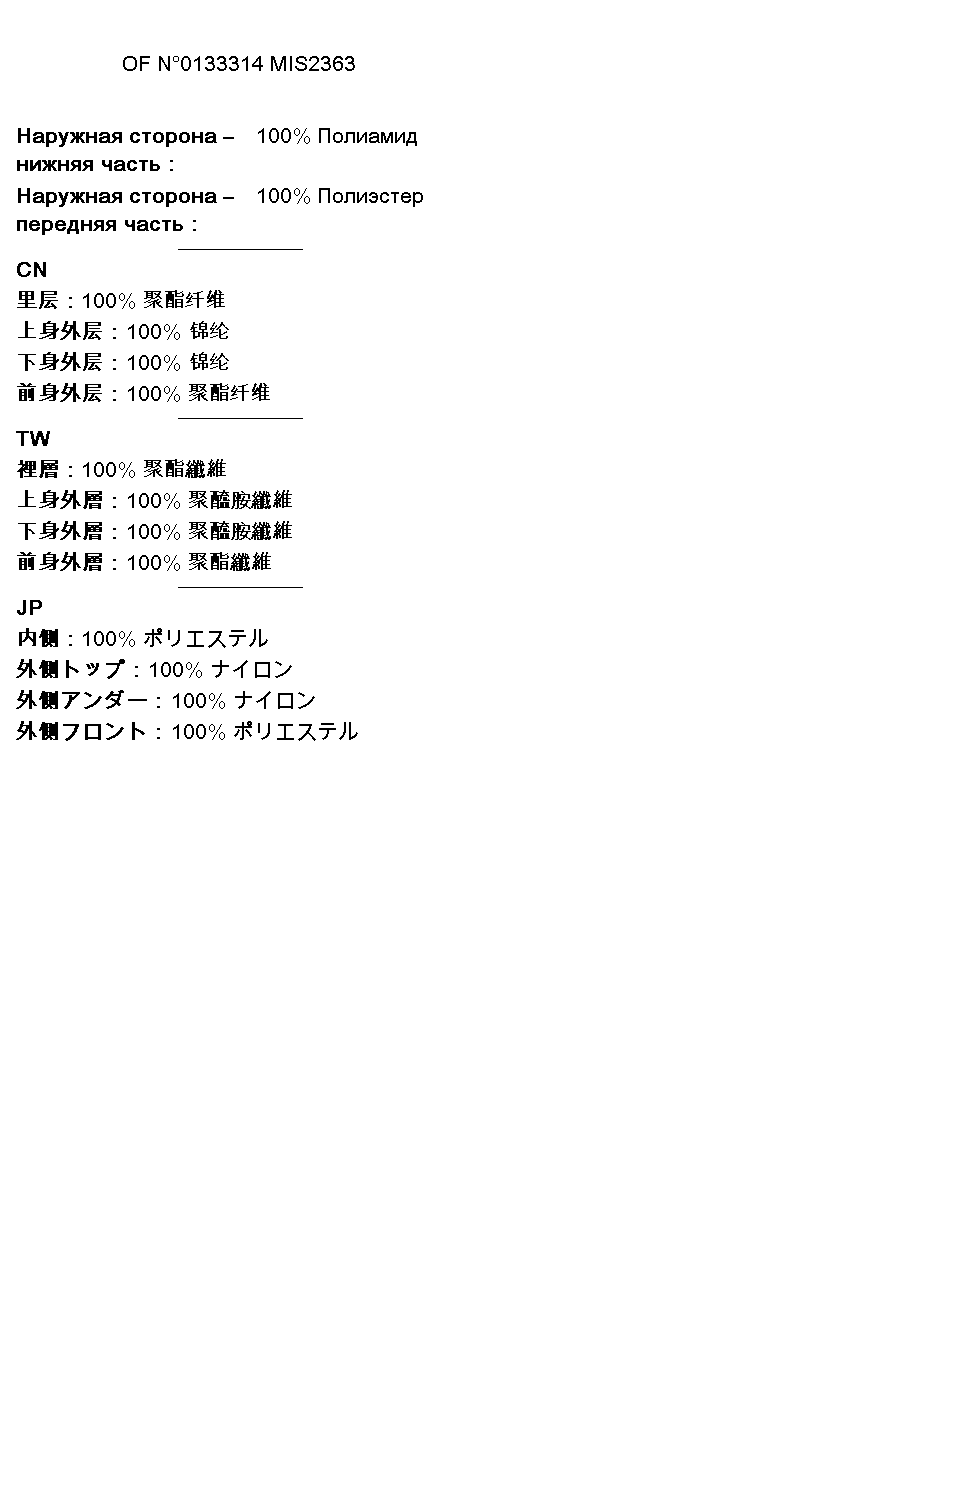 OF N°0133314 MIS2363
Наружная сторона – 100% Полиамид
нижняя часть :
Наружная сторона – 100% Полиэстер
передняя часть :
CN
里层 : 100% 聚酯纤维
上身外层 : 100% 锦纶
下身外层 : 100% 锦纶
前身外层 : 100% 聚酯纤维
TW
裡層 : 100% 聚酯纖維
上身外層 : 100% 聚醯胺纖維
下身外層 : 100% 聚醯胺纖維
前身外層 : 100% 聚酯纖維
JP
内側 : 100% ポリエステル
外側トップ : 100% ナイロン
外側アンダー : 100% ナイロン
外側フロント : 100% ポリエステル